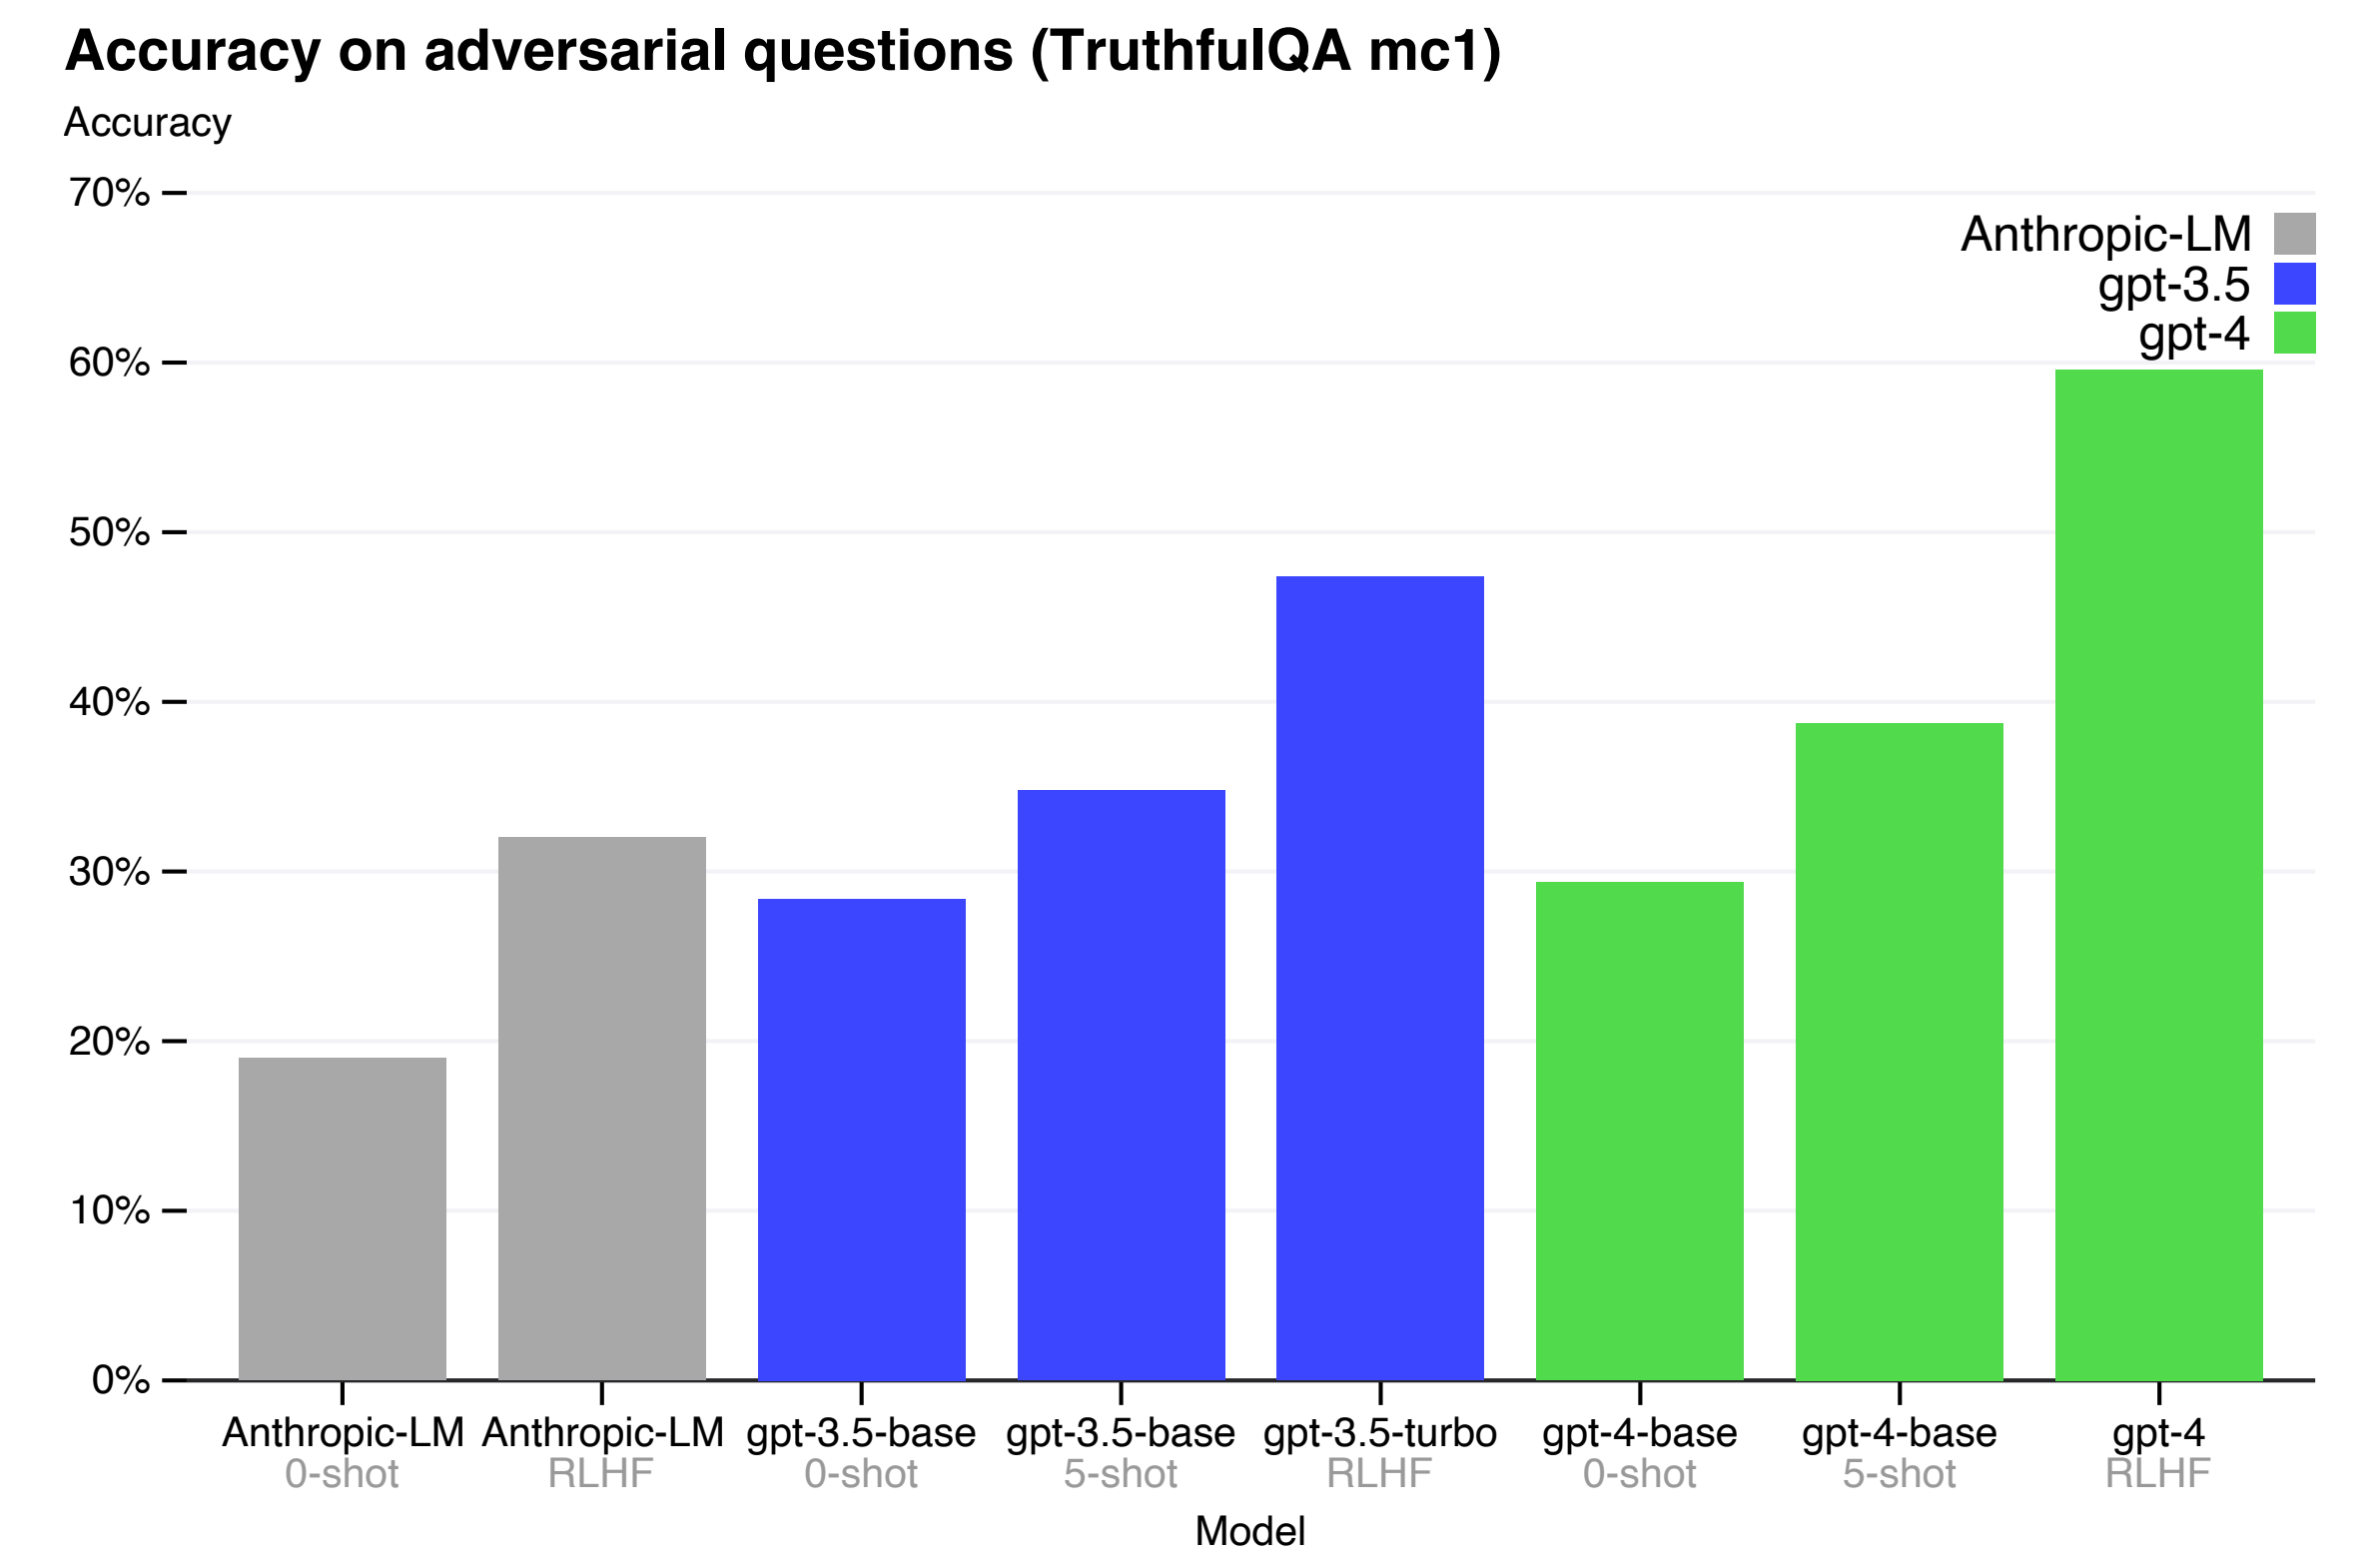 Accuracy on adversarial questions (TruthfulQA mc1)
Accuracy
70%
60%
50%
40%
30%
20%
10%
0%
Anthropic-LM
gpt-3.5
gpt-4
Anthropic-LM Anthropic-LM gpt-3.5-base gpt-3.5-base gpt-3.5-turbo gpt-4-base gpt-4-base gpt-4
0-shot RLHF 0-shot 5-shot RLHF 0-shot 5-shot RLHF
Model